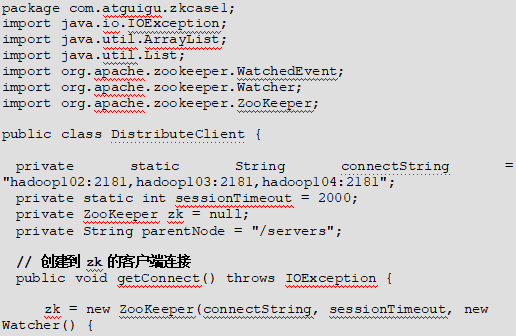 package com.atguigu.zkcase1;
import java.io.IOException;
import java.util.ArrayList;
import java.util.List;
import org.apache.zookeeper.WatchedEvent;
import org.apache.zookeeper.Watcher;
import org.apache.zookeeper.ZooKeeper;
public class DistributeClient {
private static String connectString =
"hadoop102:2181,hadoop103:2181,hadoop104:2181";
private static int sessionTimeout = 2000;
private ZooKeeper zk = null;
private String parentNode = "/servers";
// 创建到 zk 的客户端连接
public void getConnect() throws IOException {
zk = new ZooKeeper(connectString, sessionTimeout, new
Watcher() {